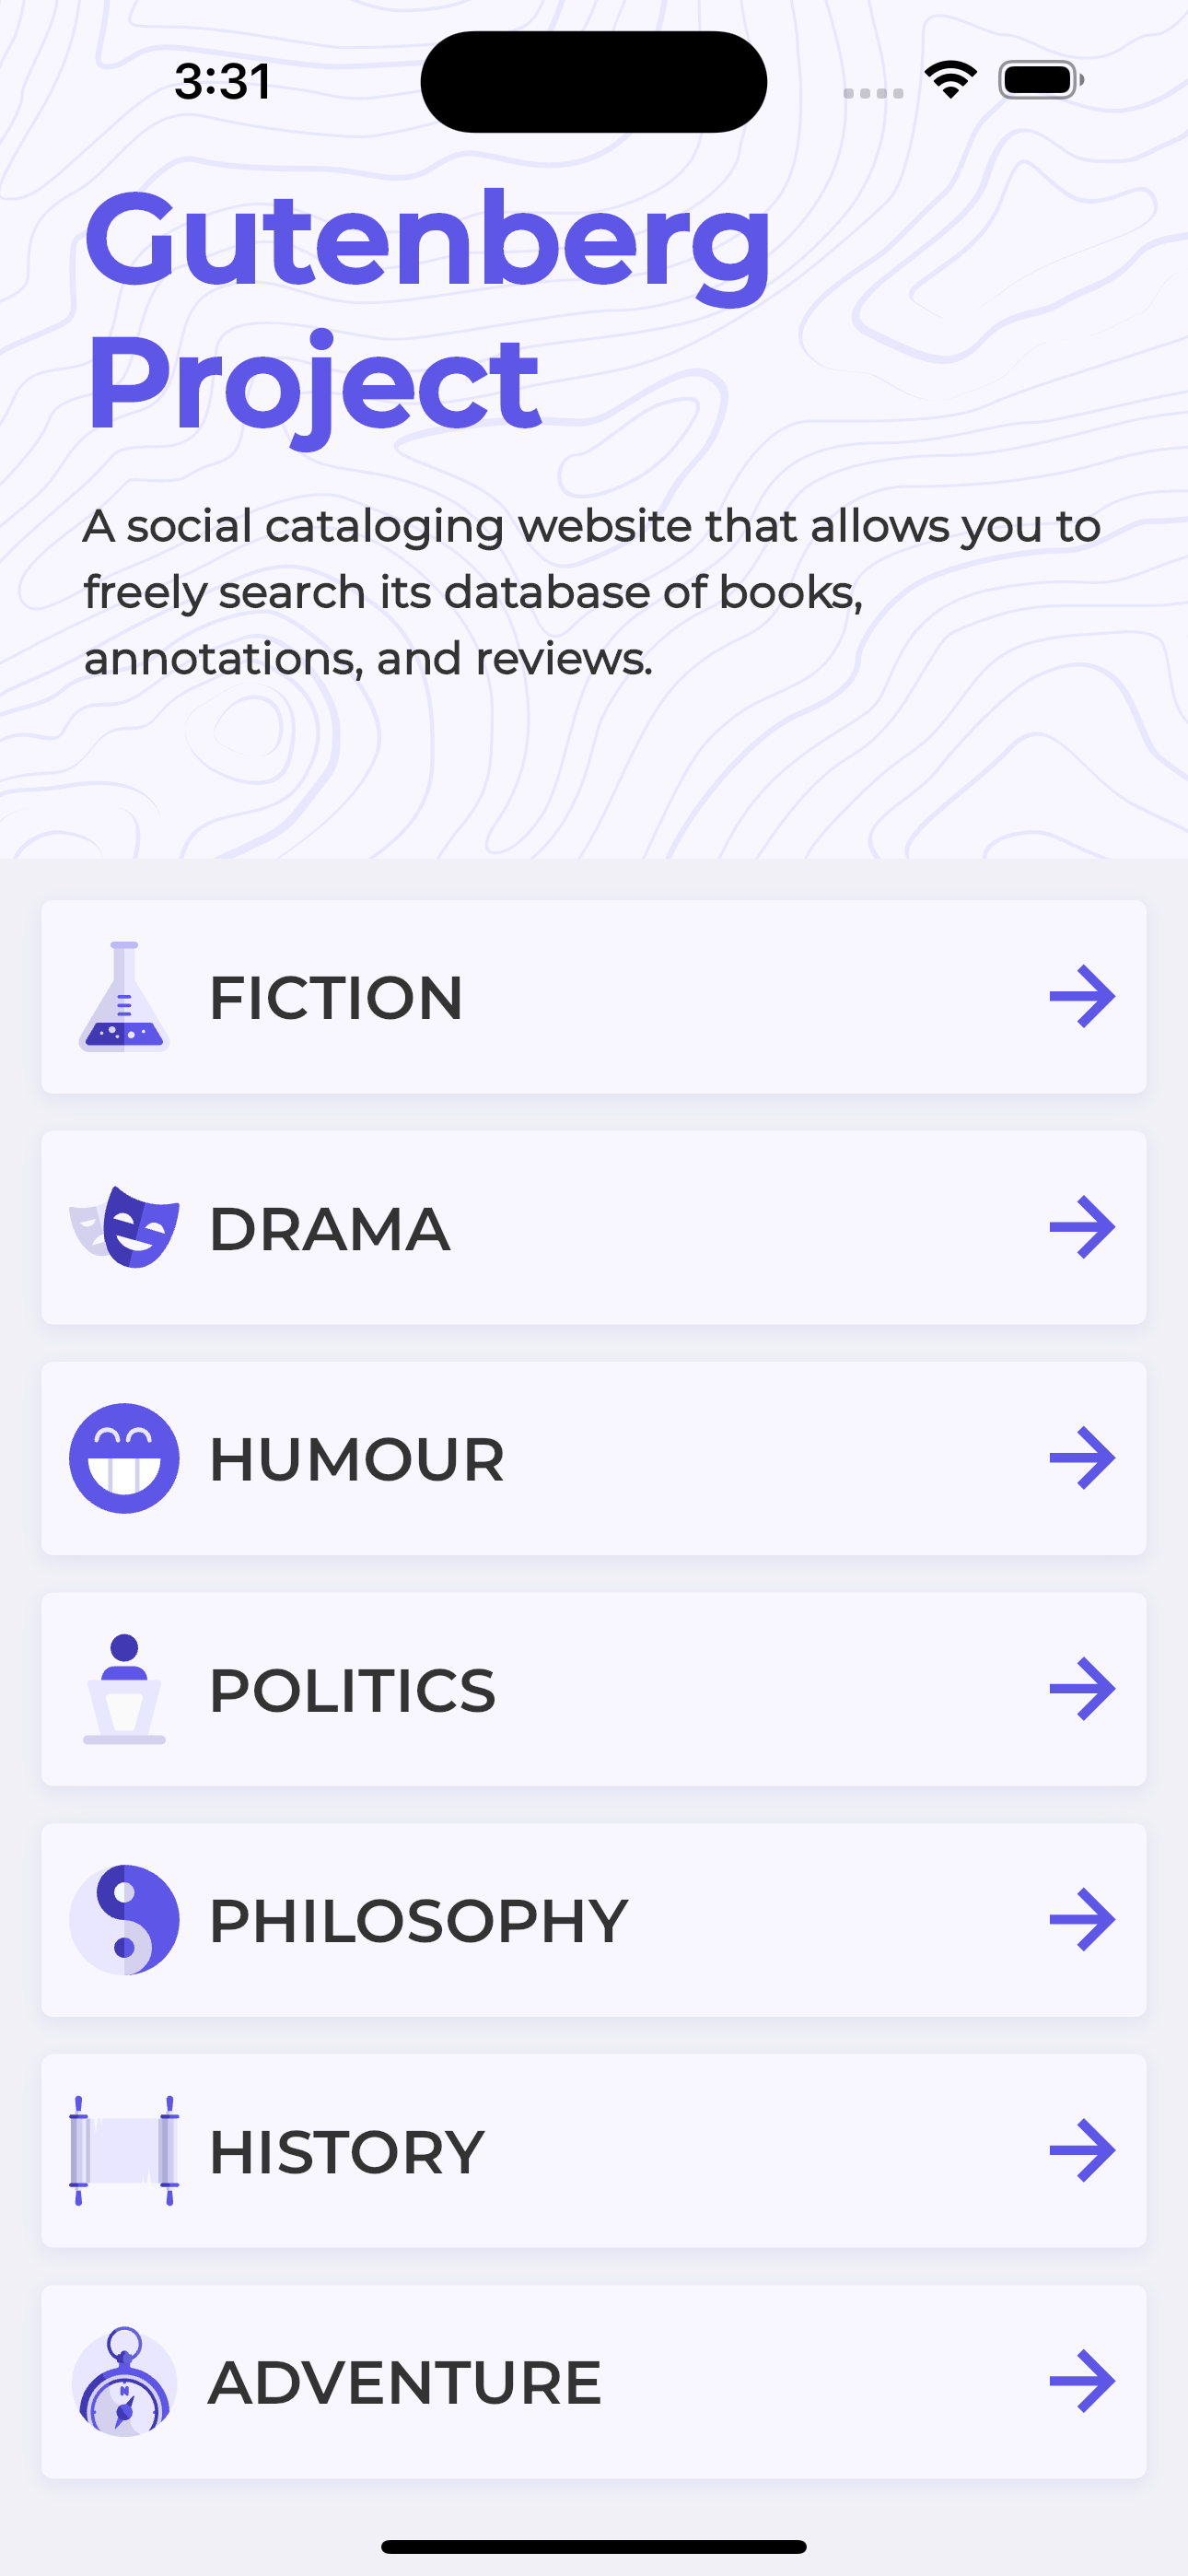 3:31
Gutenberg
Project
A social cataloging website that allows you to
freely search its database of books,
annotations, and reviews.
FICTION
DRAMA
HUMOUR
POLITICS
PHILOSOPHY
HISTORY
N
ADVENTURE